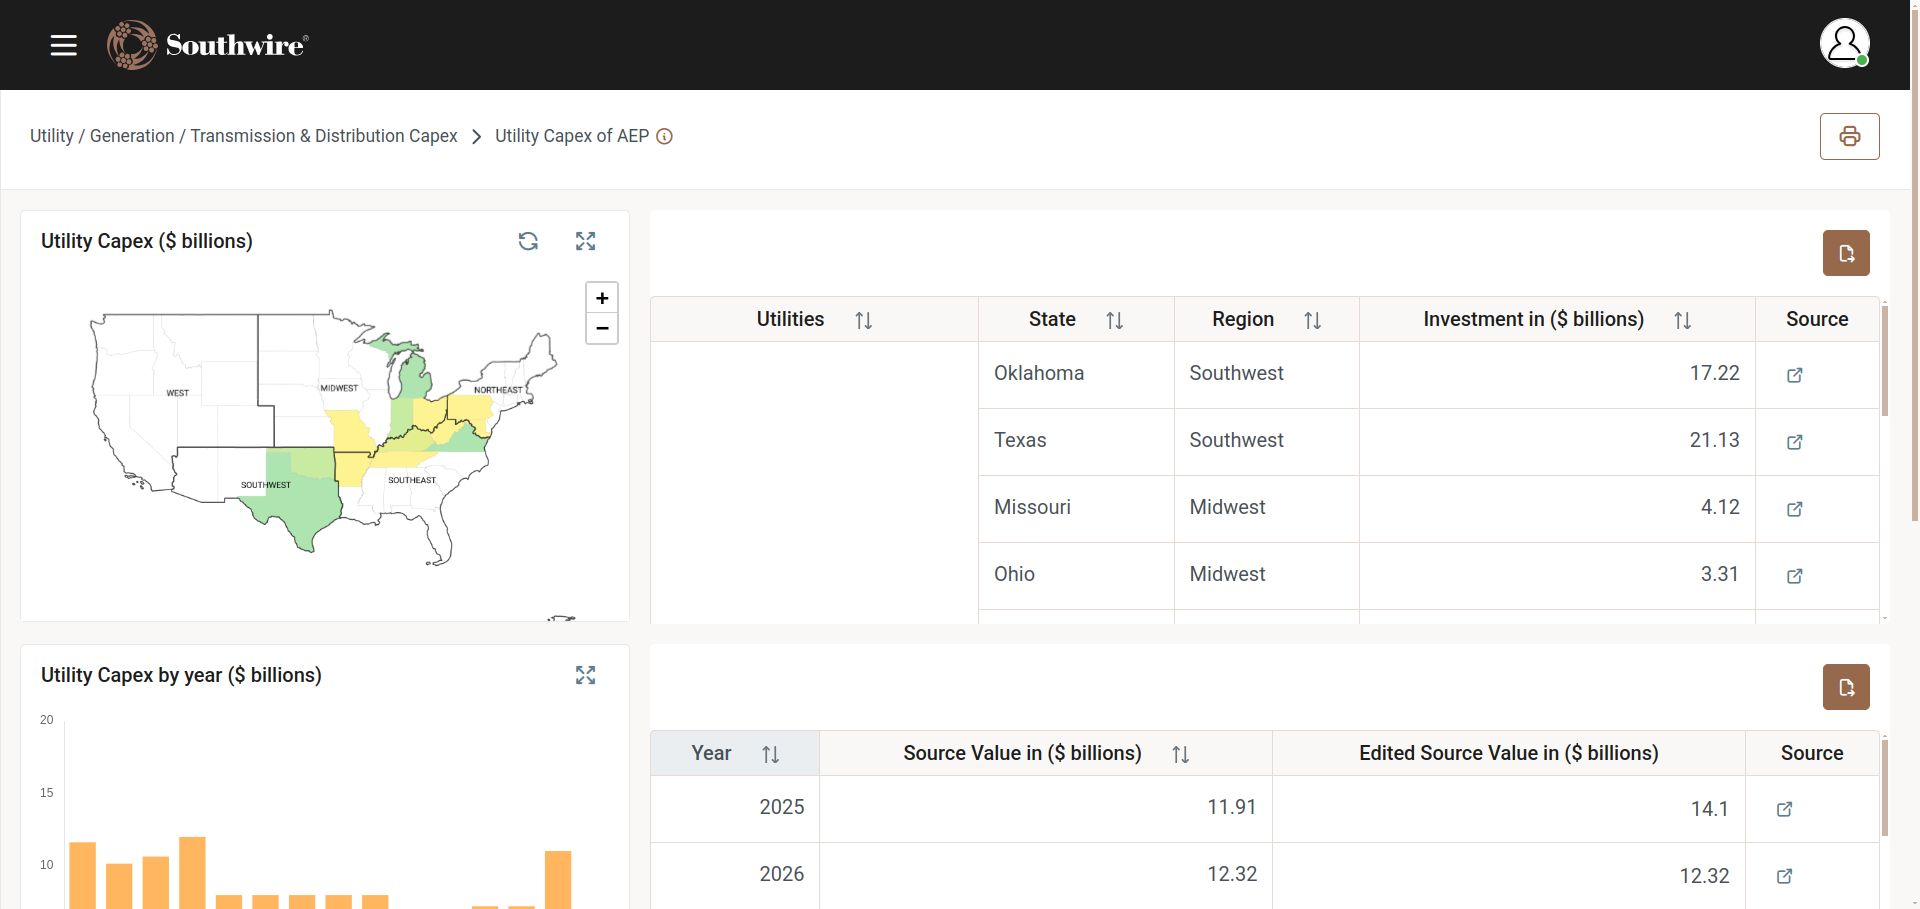 Southwire®
Utility / Generation / Transmission & Distribution Capex > Utility Capex of AEP
Utility Capex ($ billions)
+
−
WEST
MIDWEST
NORTHEAST
SOUTHWEST
SOUTHEAST
Utilities State Region Investment in ($ billions) Source
Oklahoma Southwest 17.22
Texas Southwest 21.13
Missouri Midwest 4.12
Ohio Midwest 3.31
Utility Capex by year ($ billions)
20
15
10
Year Source Value in ($ billions) Edited Source Value in ($ billions) Source
2025 11.91 14.1
2026 12.32 12.32